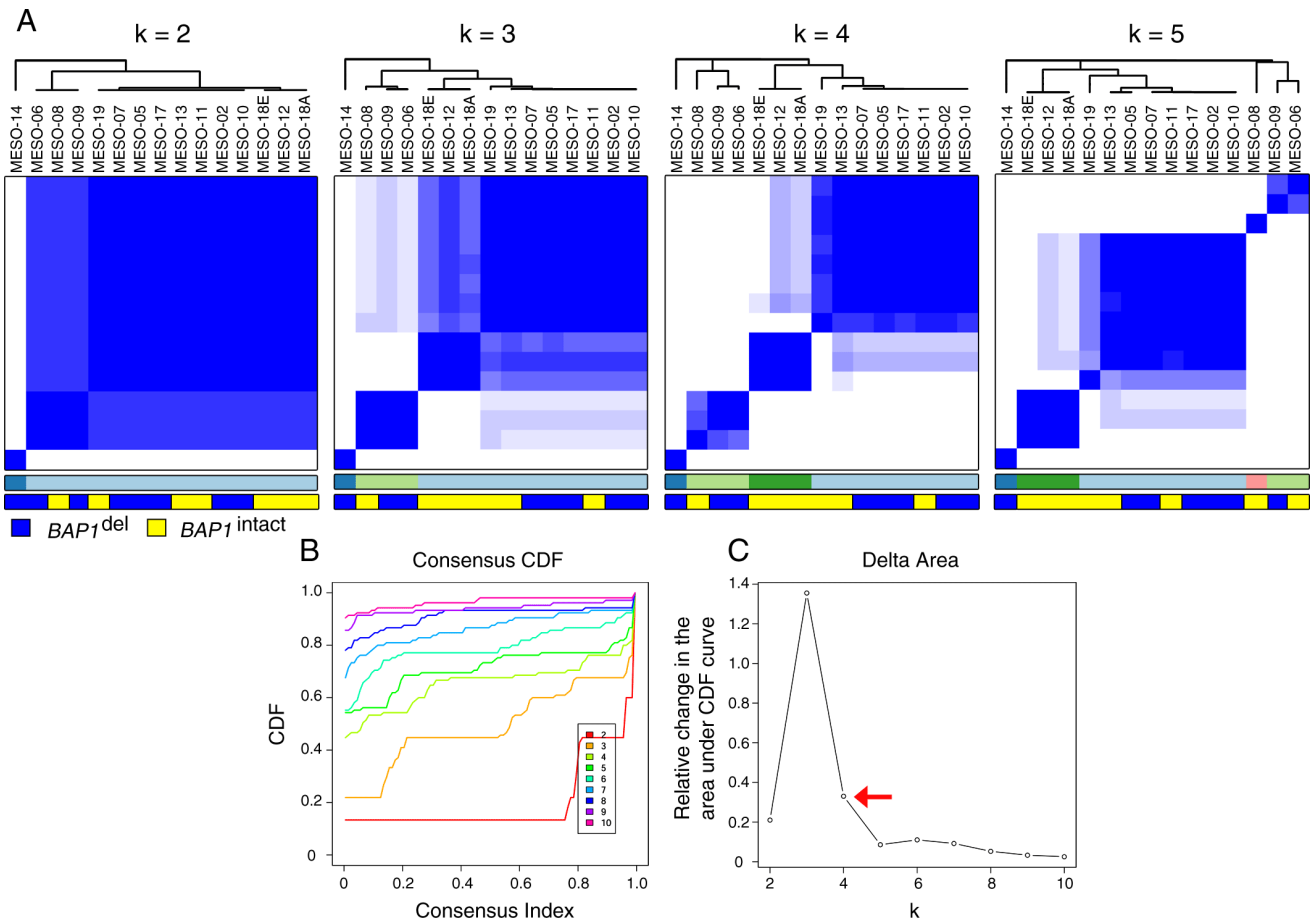 A
k = 2
k = 3
k = 4
k = 5
MESO-14 MESO-06 MESO-08 MESO-09 MESO-19 MESO-07 MESO-05 MESO-17 MESO-13 MESO-11 MESO-02 MESO-10 MESO-18E MESO-12 MESO-18A
MESO-14 MESO-08 MESO-09 MESO-06 MESO-18E MESO-12 MESO-18A MESO-19 MESO-13 MESO-07 MESO-05 MESO-17 MESO-11 MESO-02 MESO-10
MESO-14 MESO-08 MESO-09 MESO-06 MESO-18E MESO-12 MESO-18A MESO-19 MESO-13 MESO-07 MESO-05 MESO-17 MESO-11 MESO-02 MESO-10
MESO-14 MESO-18E MESO-12 MESO-18A MESO-19 MESO-13 MESO-05 MESO-07 MESO-11 MESO-17 MESO-02 MESO-10 MESO-08 MESO-09 MESO-06
BAP1 del BAP1 intact
B
Consensus CDF
CDF
1.0
0.8
0.6
0.4
0.2
0
2
3
4
5
6
7
8
9
10
0 0.2 0.4 0.6 0.8 1.0
Consensus Index
C
Delta Area
Relative change in the
area under CDF curve
1.4
1.2
1.0
0.8
0.6
0.4
0.2
0
2 4 6 8 10
k